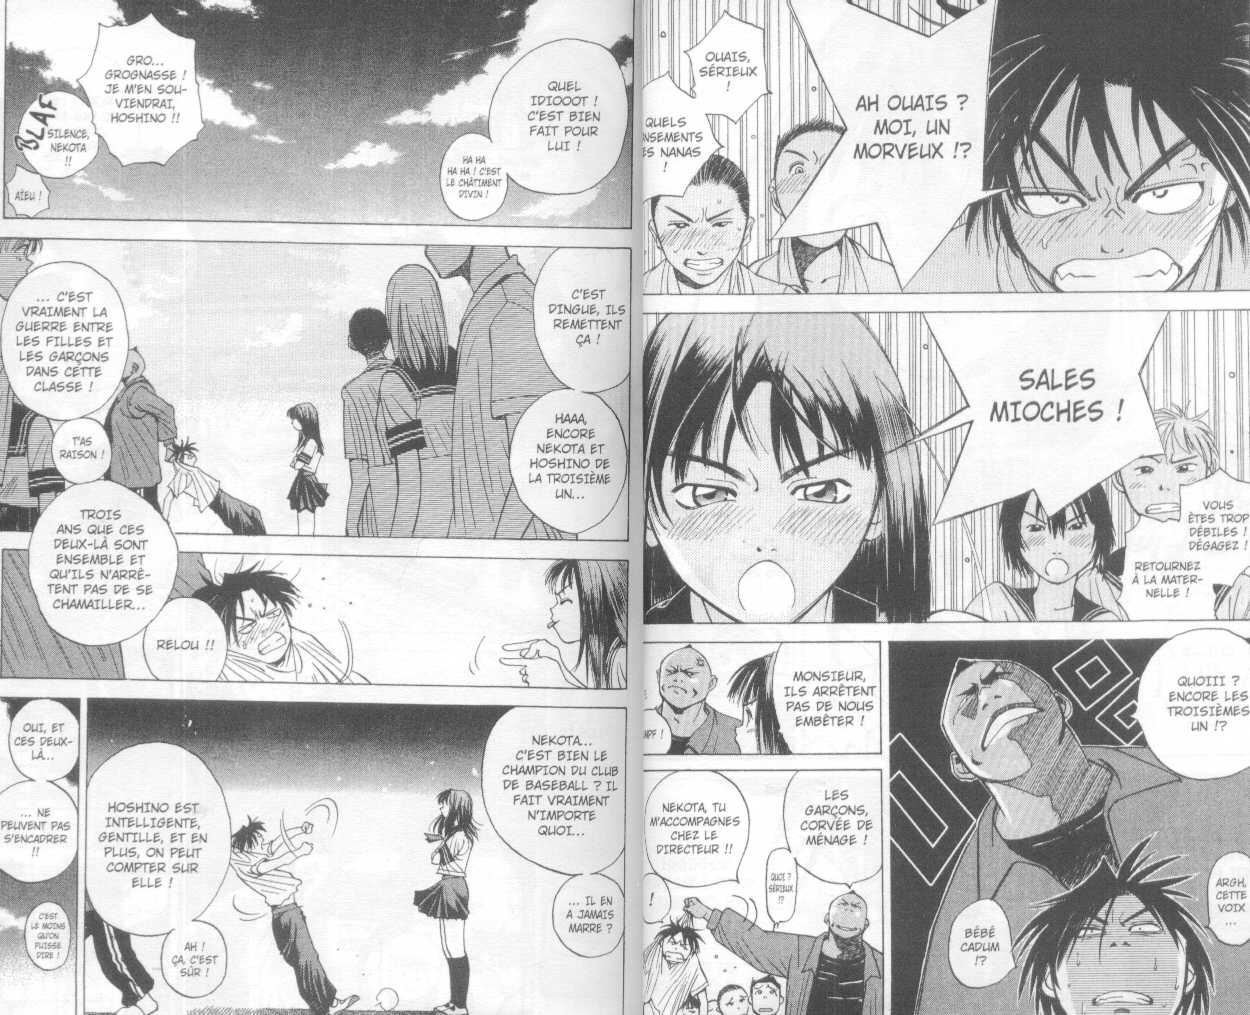 AH OUAIS ?
MOI, UN
MORVEUX !?
OUAIS,
SÉRIEUX
!
QUELS
NSEMENTS
ES NANAS
!
SALES
MIOCHES !
VOUS
ÊTES TROP
DÉBILES !
DÉGAGEZ !
RETOURNEZ
À LA MATER-
NELLE !
QUOIII ?
ENCORE LES
TROISIÈMES
UN !?
ARGH,
CETTE
VOIX
...
BÉBÉ
CADUM
!?
MONSIEUR,
ILS ARRÊTENT
PAS DE NOUS
EMBÊTER !
LES
GARÇONS,
CORVÉE DE
MÉNAGE !
QUOI ?
SÉRIEUX
!?
NEKOTA, TU
M'ACCOMPAGNES
CHEZ LE
DIRECTEUR !!
!
QUEL
IDIOOOT !
C'EST BIEN
FAIT POUR
LUI !
HA HA
HA HA ! C'EST
LE CHÂTIMENT
DIVIN !
GRO...
GROGNASSE !
JE M'EN SOU-
VIENDRAI,
HOSHINO !!
BLAF
SILENCE,
NEKOTA
!!
AÏEU !
C'EST
DINGUE, ILS
REMETTENT
ÇA !
HAAA,
ENCORE
NEKOTA ET
HOSHINO DE
LA TROISIÈME
UN...
... C'EST
VRAIMENT LA
GUERRE ENTRE
LES FILLES ET
LES GARÇONS
DANS CETTE
CLASSE !
T'AS
RAISON !
TROIS
ANS QUE CES
DEUX-LÀ SONT
ENSEMBLE ET
QU'ILS N'ARRÊ-
TENT PAS DE SE
CHAMAILLER...
RELOU !!
NEKOTA...
C'EST BIEN LE
CHAMPION DU CLUB
DE BASEBALL ? IL
FAIT VRAIMENT
N'IMPORTE
QUOI...
... IL EN
A JAMAIS
MARRE ?
HOSHINO EST
INTELLIGENTE,
GENTILLE, ET EN
PLUS, ON PEUT
COMPTER SUR
ELLE !
AH !
ÇA, C'EST
SÛR !
OUI, ET
CES DEUX-
LÀ...
... NE
PEUVENT PAS
S'ENCADRER
!!
C'EST
LE MOINS
QU'ON
PUISSE
DIRE !